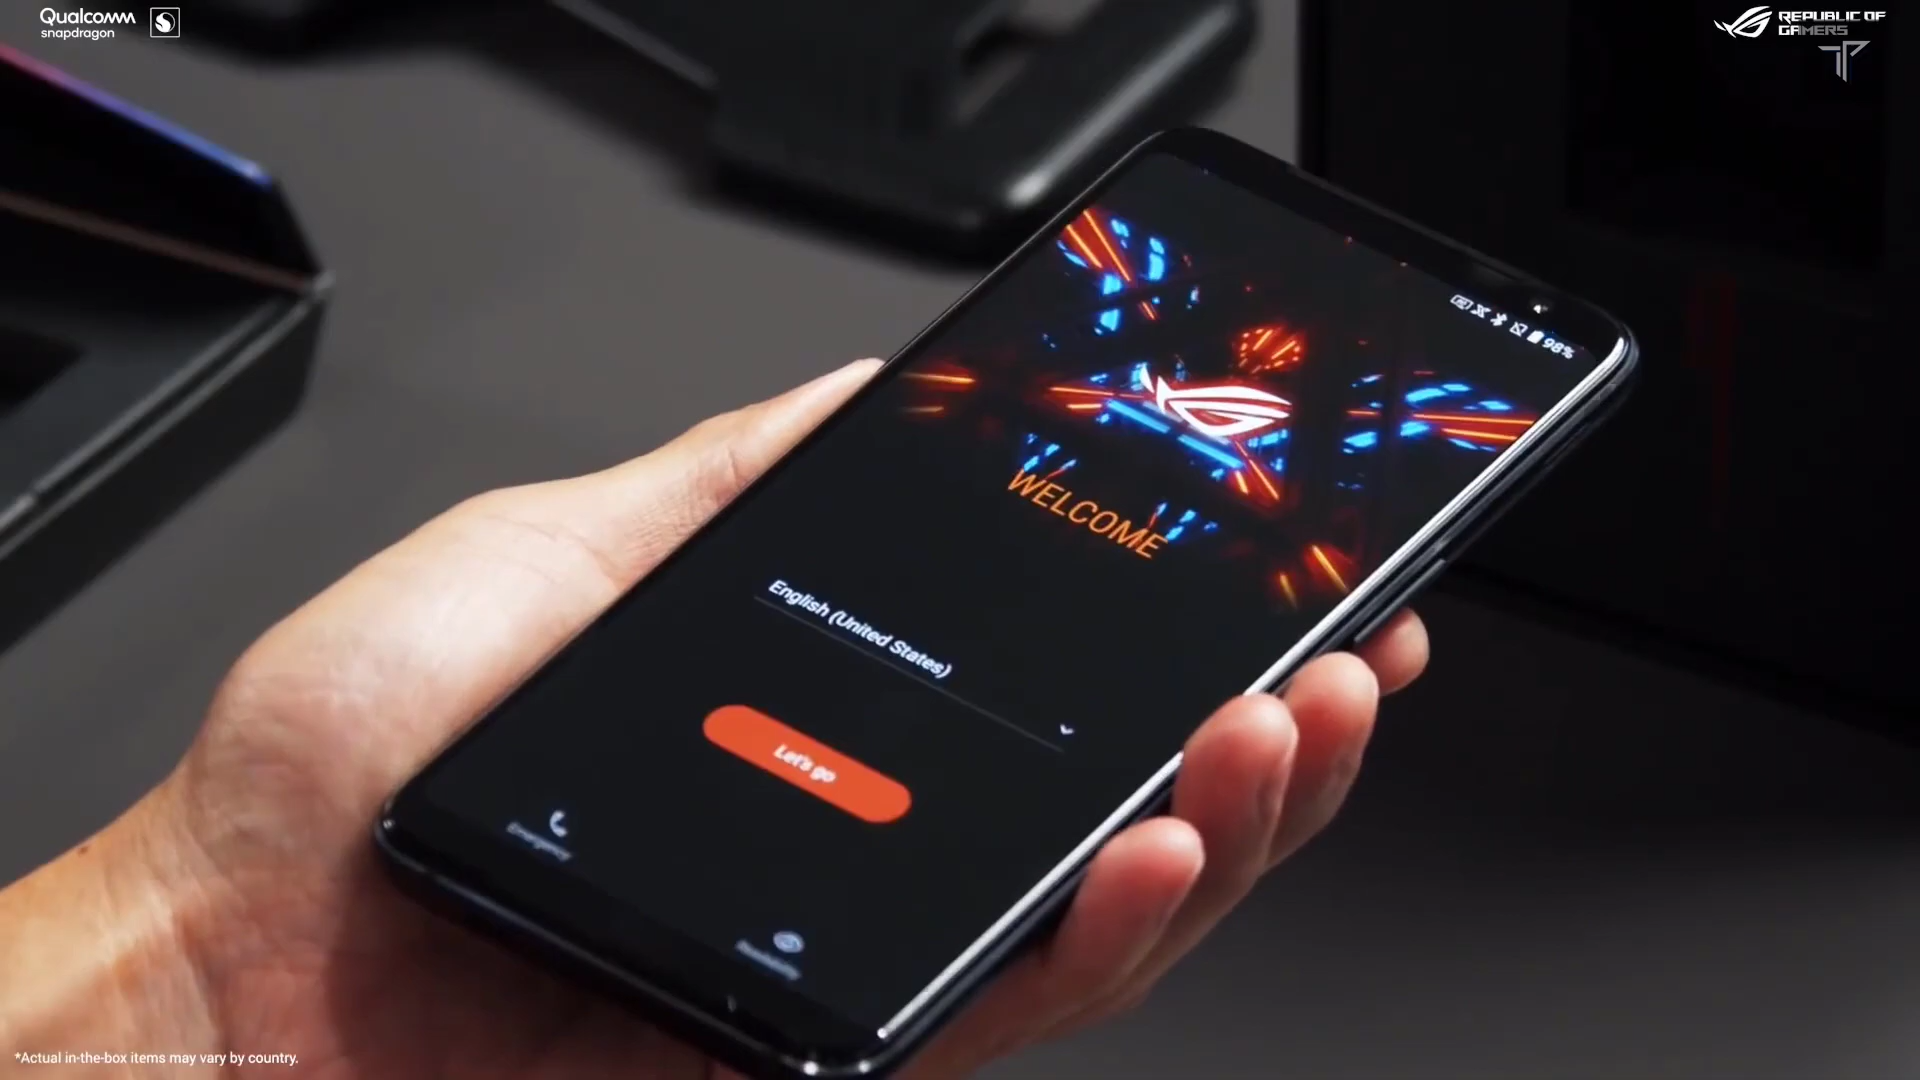 Qualcomm
snapdragon
REPUBLIC OF
GAMERS
98%
WELCOME
English (United States)
Let's go
Emergency
*Actual in-the-box items may vary by country.